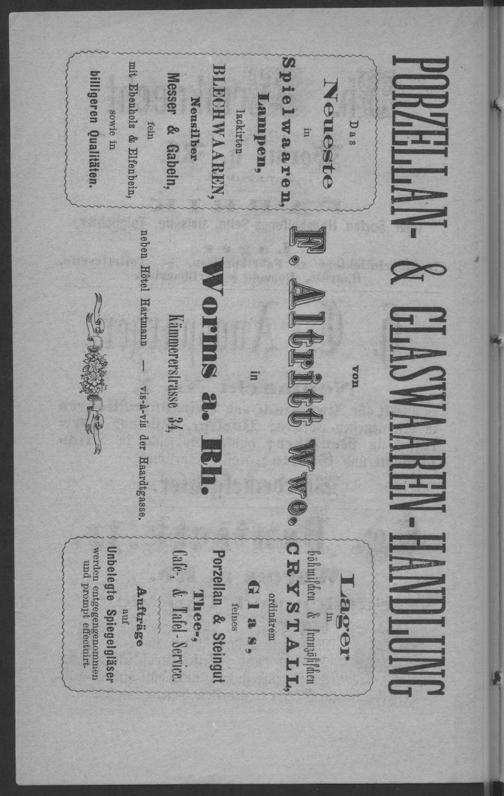 PORZELLAN- & GLASWAAREN-HANDLUNG
von
F. Altritt Wwe.
in
Worms a. Rh.
Kämmererstrasse 34,
neben Hôtel Hartmann — vis-à-vis der Haardtgasse.
Das
Neueste
in
Spielwaaren,
Lampen,
lackirten
BLECHWAAREN,
Neusilber
Messer & Gabeln,
fein
mit Ebenholz & Elfenbein,
sowie in
billigeren Qualitäten.
Lager
in
böhmischen & französischen
CRYSTALL,
ordinärem
Glas,
feines
Porzellan & Steingut
Thee-,
Café-, & Tafel-Service.
Aufträge
auf
Unbelegte Spiegelgläser
werden entgegengenommen
und prompt effectuirt.